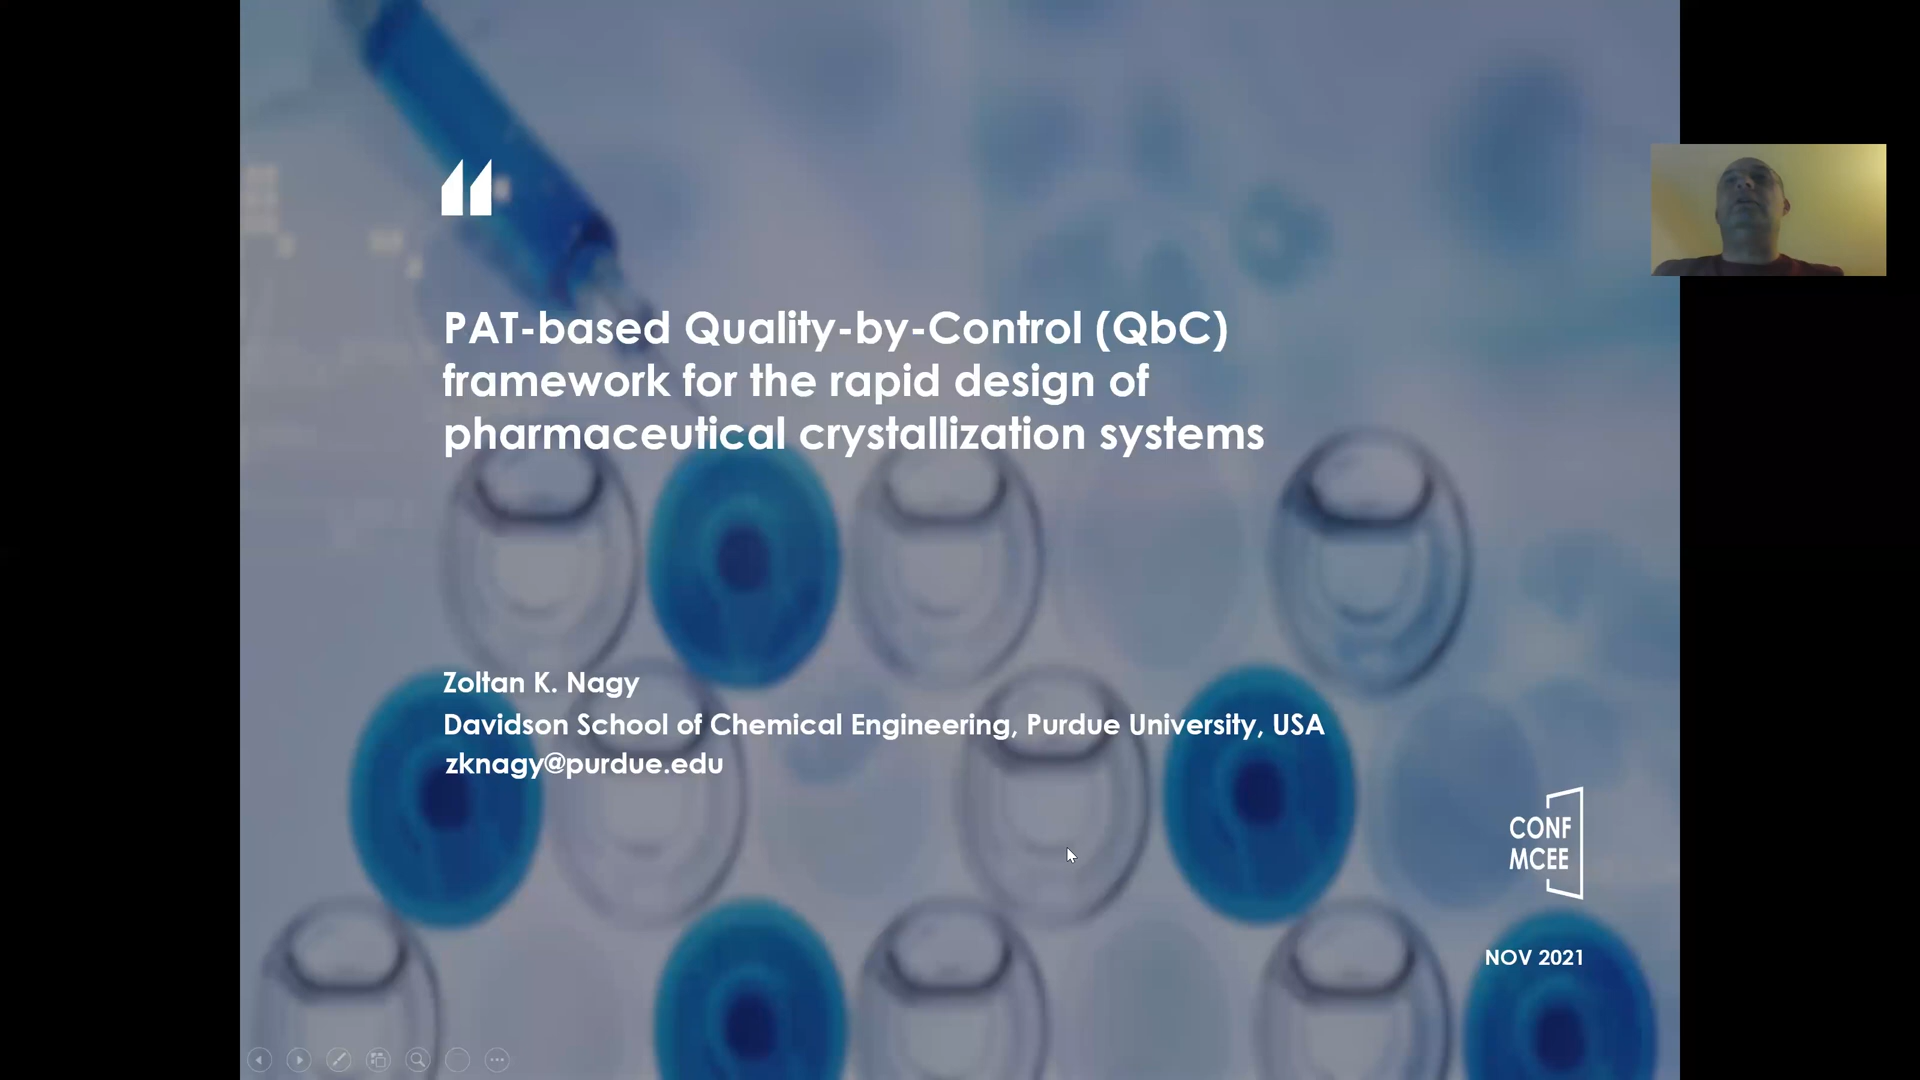 PAT-based Quality-by-Control (QbC)
framework for the rapid design of
pharmaceutical crystallization systems
Zoltan K. Nagy
Davidson School of Chemical Engineering, Purdue University, USA
zknagy@purdue.edu
CONF
MCEE
NOV 2021